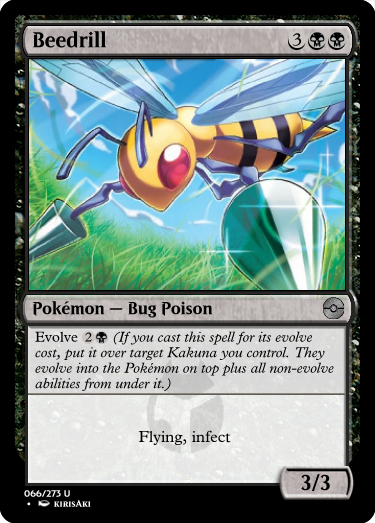 Beedrill 3
Pokémon — Bug Poison
Evolve 2 (If you cast this spell for its evolve
cost, put it over target Kakuna you control. They
evolve into the Pokémon on top plus all non-evolve
abilities from under it.)
Flying, infect
3/3
066/273 U
• KIRISAKI